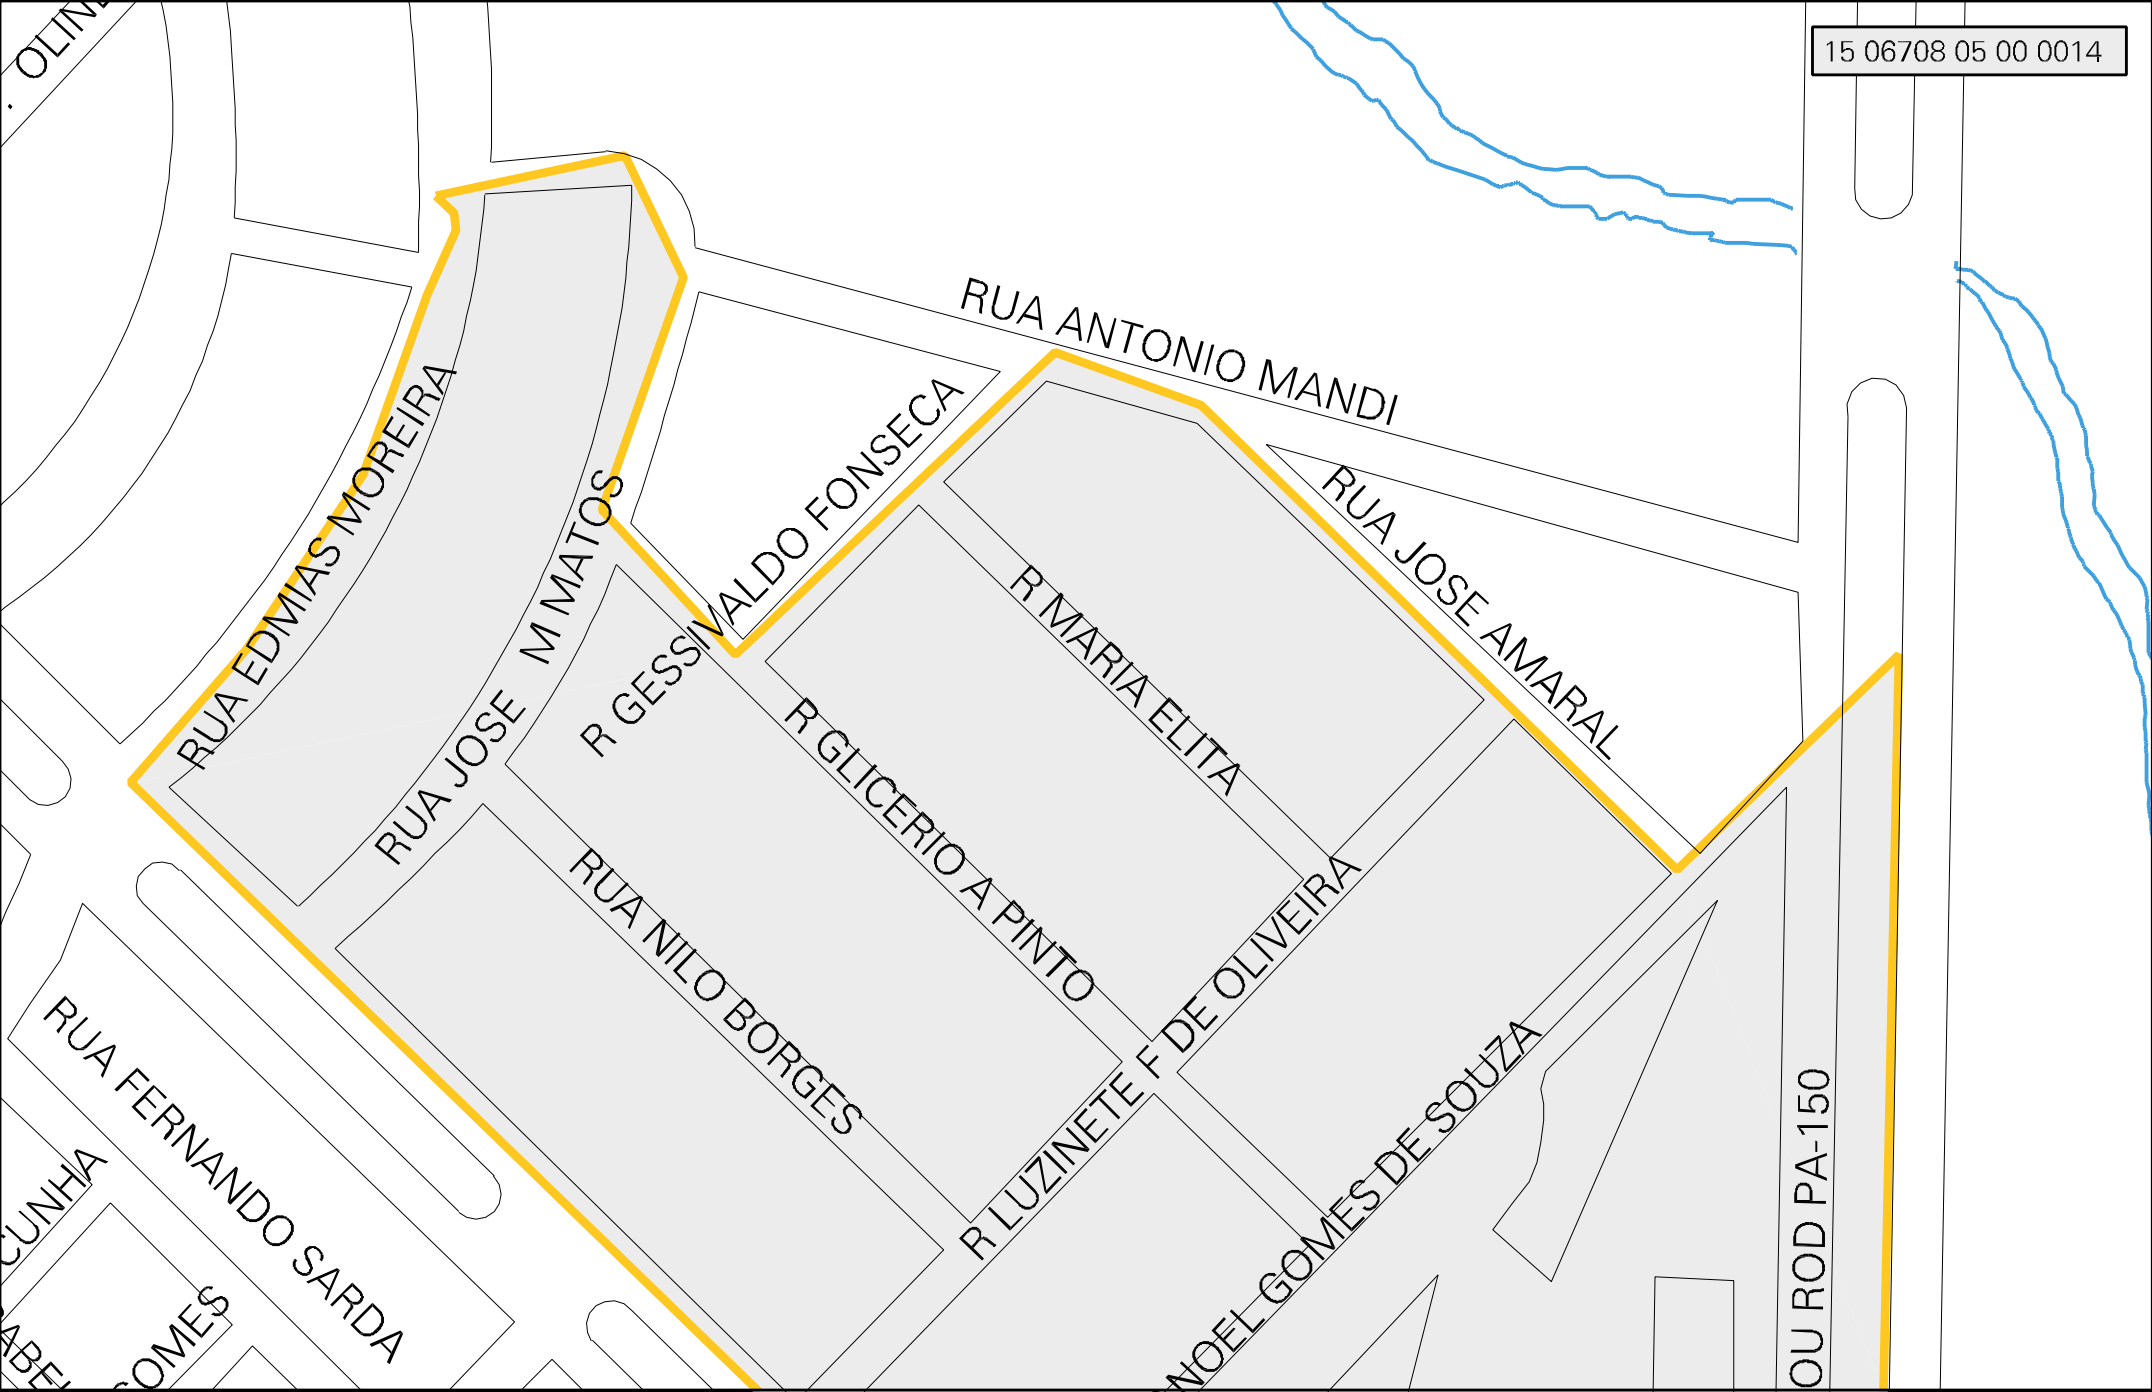 15 06708 05 00 0014
RUA ANTONIO MANDI
RUA EDMIAS MOREIRA
R GESSIVALDO FONSECA
RUA JOSE AMARAL
RUA JOSE M MATOS
R MARIA ELITA
R GLICERIO A PINTO
RUA NILO BORGES
R LUZINETE F DE OLIVEIRA
NOEL GOMES DE SOUZA
OU ROD PA-150
RUA FERNANDO SARDA
CUNHA
OMES